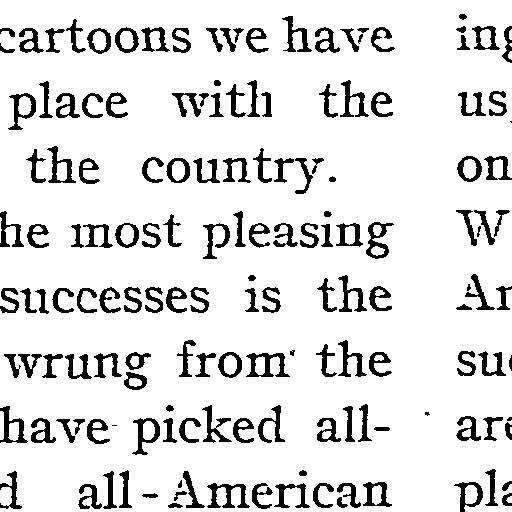 cartoons we have
place with the
the country.
he most pleasing
successes is the
wrung from the
have picked all-
d all-American
ing
us,
on
W
Ar
suc
are
pla